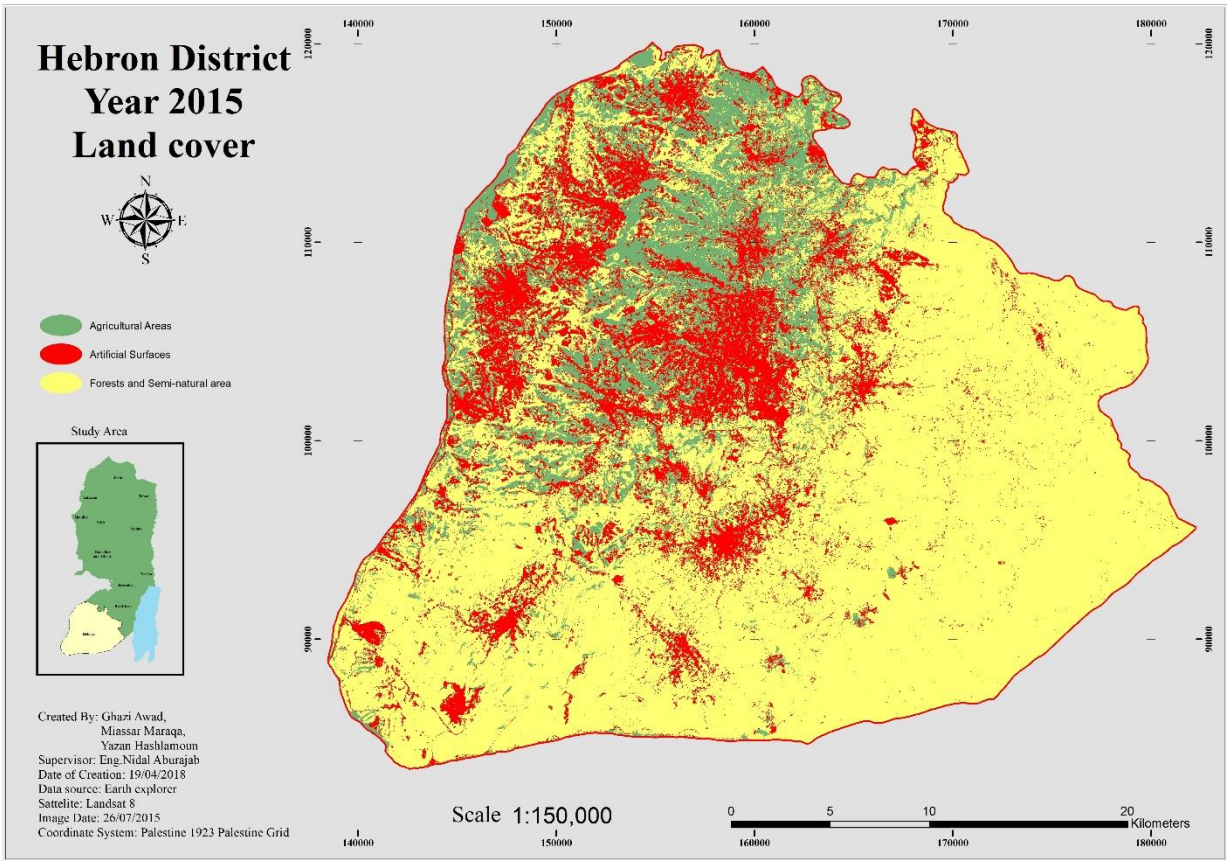 Hebron District
Year 2015
Land cover
N
W E
S
Agricultural Areas
Artificial Surfaces
Forests and Semi-natural area
Study Area
Created By: Ghazi Awad,
Miassar Maraqa,
Yazan Hashlamoun
Supervisor: Eng.Nidal Aburajab
Date of Creation: 19/04/2018
Data source: Earth explorer
Sattelite: Landsat 8
Image Date: 26/07/2015
Coordinate System: Palestine 1923 Palestine Grid
140000 150000 160000 170000 180000
120000 120000
110000 110000
100000 100000
90000 90000
Scale 1:150,000
0 5 10 20
Kilometers
140000 150000 160000 170000 180000